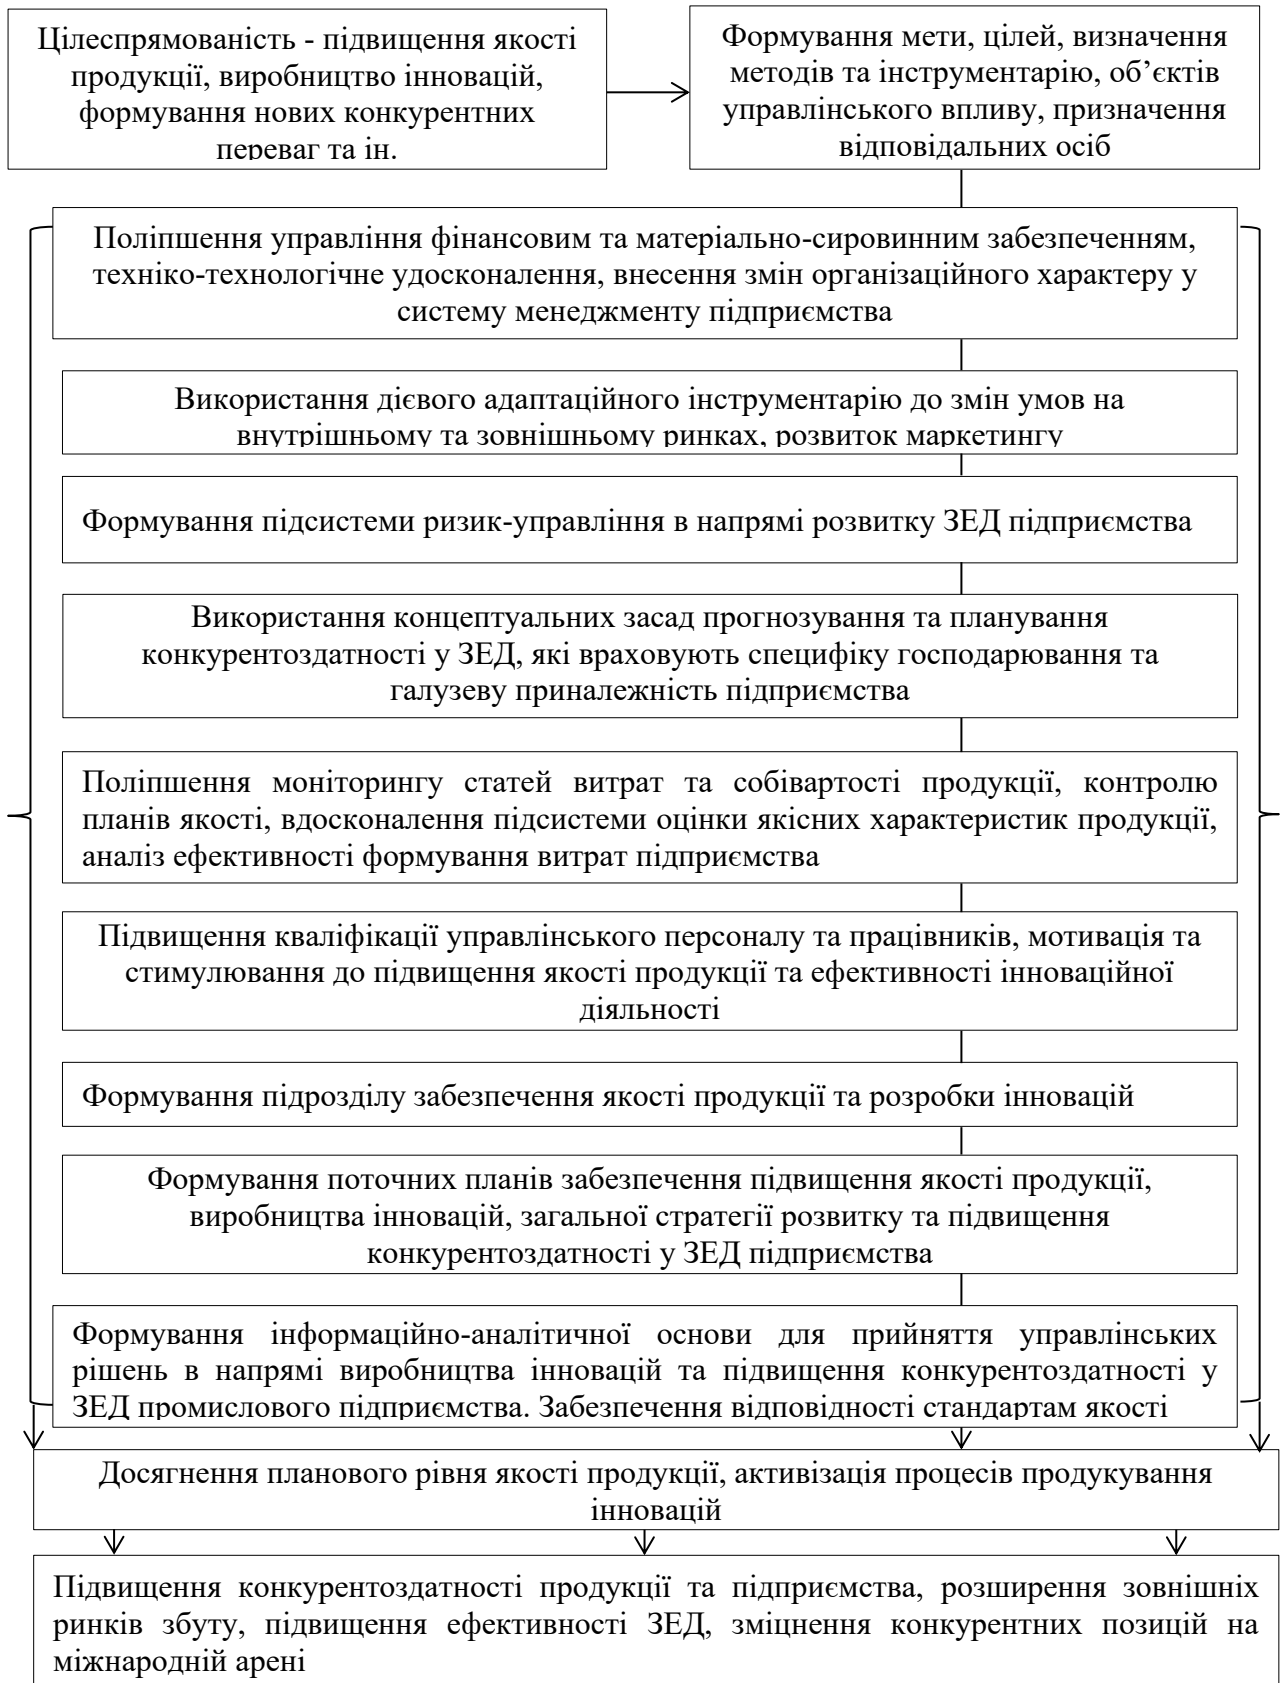 Цілеспрямованість - підвищення якості
продукції, виробництво інновацій,
формування нових конкурентних
переваг та ін.
Формування мети, цілей, визначення
методів та інструментарію, об’єктів
управлінського впливу, призначення
відповідальних осіб
Поліпшення управління фінансовим та матеріально-сировинним забезпеченням,
техніко-технологічне удосконалення, внесення змін організаційного характеру у
систему менеджменту підприємства
Використання дієвого адаптаційного інструментарію до змін умов на
внутрішньому та зовнішньому ринках, розвиток маркетингу
Формування підсистеми ризик-управління в напрямі розвитку ЗЕД підприємства
Використання концептуальних засад прогнозування та планування
конкурентоздатності у ЗЕД, які враховують специфіку господарювання та
галузеву приналежність підприємства
Поліпшення моніторингу статей витрат та собівартості продукції, контролю
планів якості, вдосконалення підсистеми оцінки якісних характеристик продукції,
аналіз ефективності формування витрат підприємства
Підвищення кваліфікації управлінського персоналу та працівників, мотивація та
стимулювання до підвищення якості продукції та ефективності інноваційної
діяльності
Формування підрозділу забезпечення якості продукції та розробки інновацій
Формування поточних планів забезпечення підвищення якості продукції,
виробництва інновацій, загальної стратегії розвитку та підвищення
конкурентоздатності у ЗЕД підприємства
Формування інформаційно-аналітичної основи для прийняття управлінських
рішень в напрямі виробництва інновацій та підвищення конкурентоздатності у
ЗЕД промислового підприємства. Забезпечення відповідності стандартам якості
Досягнення планового рівня якості продукції, активізація процесів продукування
інновацій
Підвищення конкурентоздатності продукції та підприємства, розширення зовнішніх
ринків збуту, підвищення ефективності ЗЕД, зміцнення конкурентних позицій на
міжнародній арені